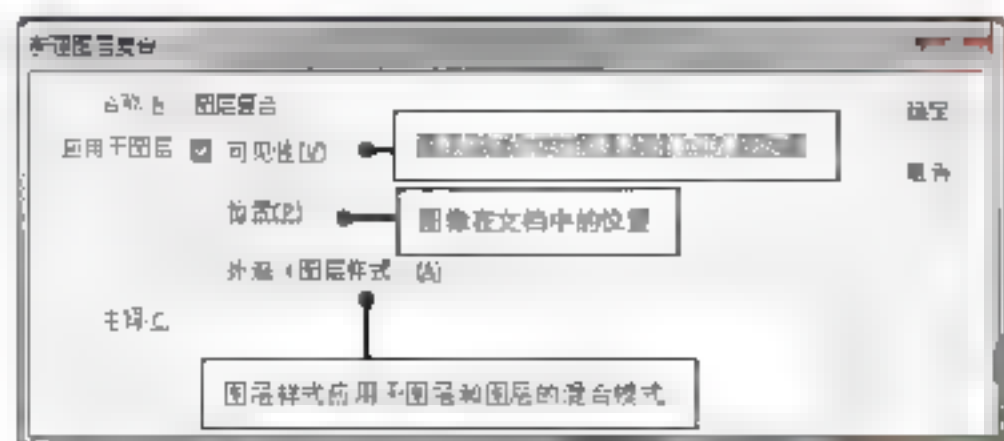 新建图层复合
名称
图层复合
确定
应用于图层
可见性(V)
取消
位置(P)
图像在文档中的位置
外观(图层样式)(A)
注释
图层样式应用于图层和图层的混合模式